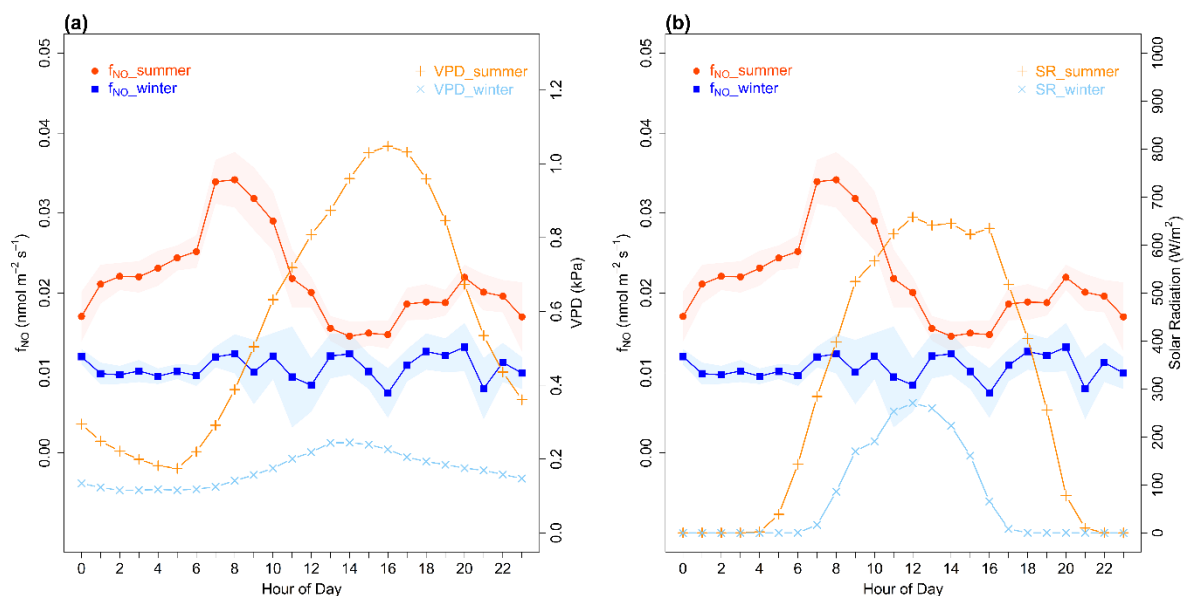 (a)
f_NO_summer
f_NO_winter
VPD_summer
VPD_winter
0.05
0.04
0.03
0.02
0.01
0.00
f_NO (nmol m⁻² s⁻¹)
1.2
1.0
0.8
0.6
0.4
0.2
0.0
VPD (kPa)
0 2 4 6 8 10 12 14 16 18 20 22
Hour of Day
(b)
f_NO_summer
f_NO_winter
SR_summer
SR_winter
0.05
0.04
0.03
0.02
0.01
0.00
f_NO (nmol m⁻² s⁻¹)
1000
900
800
700
600
500
400
300
200
100
0
Solar Radiation (W/m²)
0 2 4 6 8 10 12 14 16 18 20 22
Hour of Day